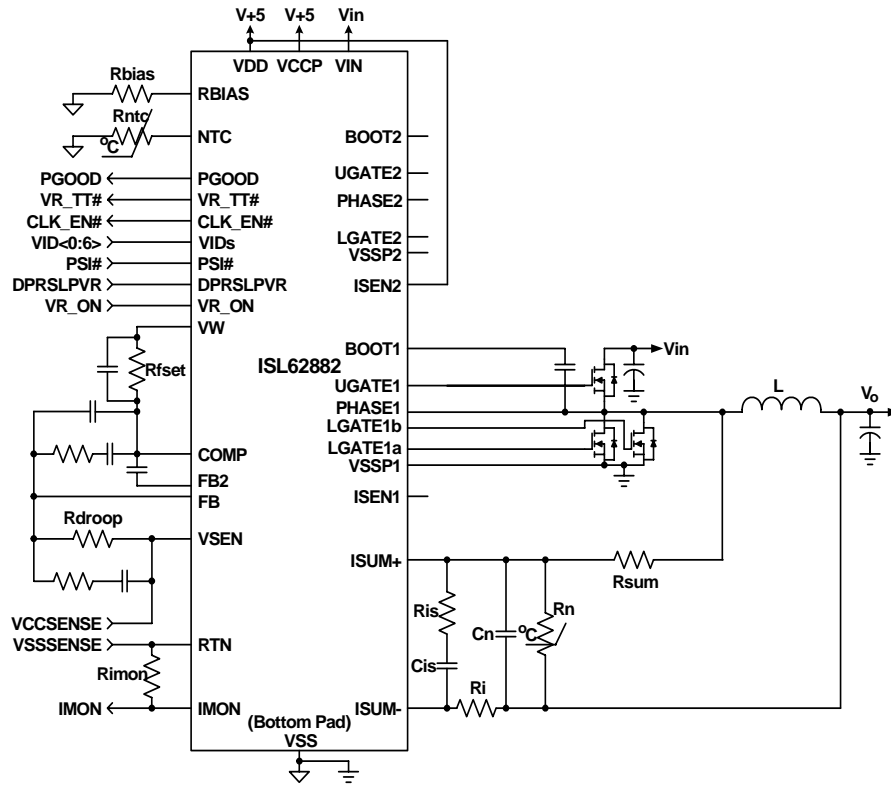 V+5 V+5 Vin
VDD VCCP VIN
Rbias
RBIAS
Rntc
NTC
°C
PGOOD PGOOD
VR_TT# VR_TT#
CLK_EN# CLK_EN#
VID<0:6> VIDs
PSI# PSI#
DPRSLPVR DPRSLPVR
VR_ON VR_ON
VW
Rfset
COMP
FB2
FB
Rdroop
VSEN
VCCSENSE
VSSSENSE RTN
Rimon
IMON IMON
ISL62882
(Bottom Pad)
VSS
BOOT2
UGATE2
PHASE2
LGATE2
VSSP2
ISEN2
BOOT1
Vin
UGATE1
PHASE1
L
Vo
LGATE1b
LGATE1a
VSSP1
ISEN1
ISUM+
Rsum
Ris
Cn
°C
Rn
Cis
Ri
ISUM-